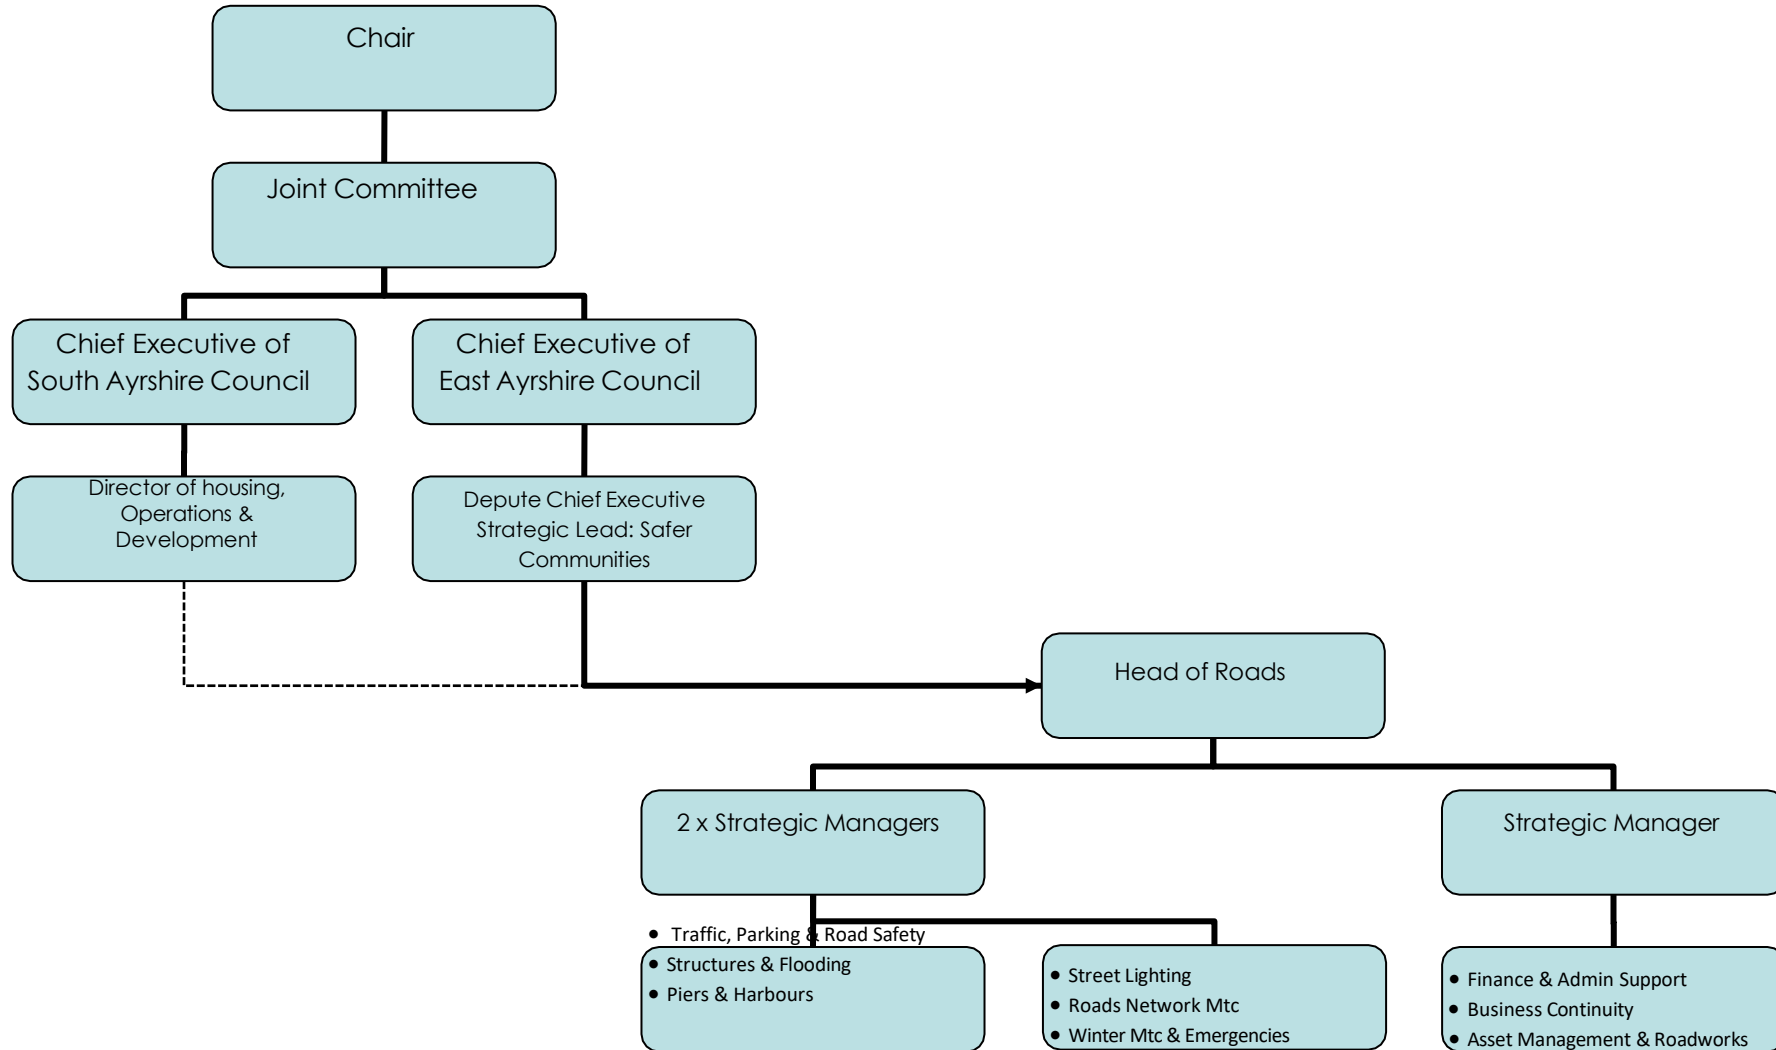 Chair
Joint Committee
Chief Executive of
South Ayrshire Council
Chief Executive of
East Ayrshire Council
Director of housing,
Operations &
Development
Depute Chief Executive
Strategic Lead: Safer
Communities
Head of Roads
2 x Strategic Managers
Strategic Manager
• Traffic, Parking & Road Safety
• Structures & Flooding
• Piers & Harbours
• Street Lighting
• Roads Network Mtc
• Winter Mtc & Emergencies
• Finance & Admin Support
• Business Continuity
• Asset Management & Roadworks